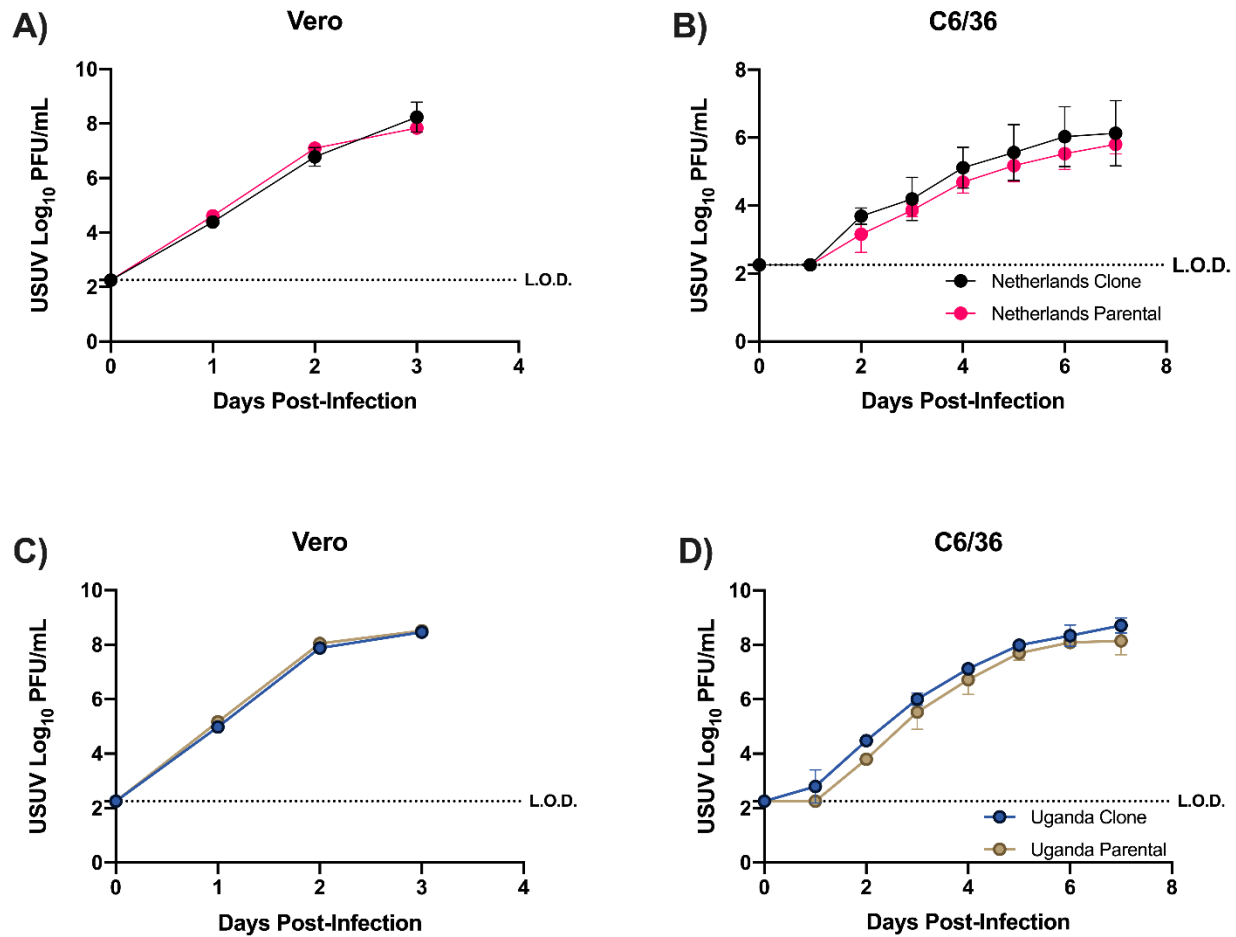 A)
Vero
USUV Log₁₀ PFU/mL
10
8
6
4
2
0
L.O.D.
0 1 2 3 4
Days Post-Infection
B)
C6/36
USUV Log₁₀ PFU/mL
8
6
4
2
0
L.O.D.
Netherlands Clone
Netherlands Parental
0 2 4 6 8
Days Post-Infection
C)
Vero
USUV Log₁₀ PFU/mL
10
8
6
4
2
0
L.O.D.
0 1 2 3 4
Days Post-Infection
D)
C6/36
USUV Log₁₀ PFU/mL
10
8
6
4
2
0
L.O.D.
Uganda Clone
Uganda Parental
0 2 4 6 8
Days Post-Infection